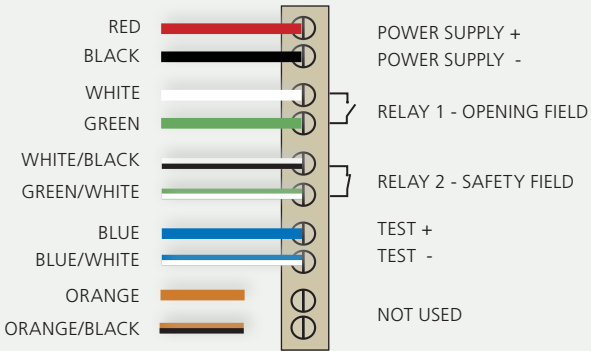 RED
BLACK
WHITE
GREEN
WHITE/BLACK
GREEN/WHITE
BLUE
BLUE/WHITE
ORANGE
ORANGE/BLACK
POWER SUPPLY +
POWER SUPPLY -
RELAY 1 - OPENING FIELD
RELAY 2 - SAFETY FIELD
TEST +
TEST -
NOT USED